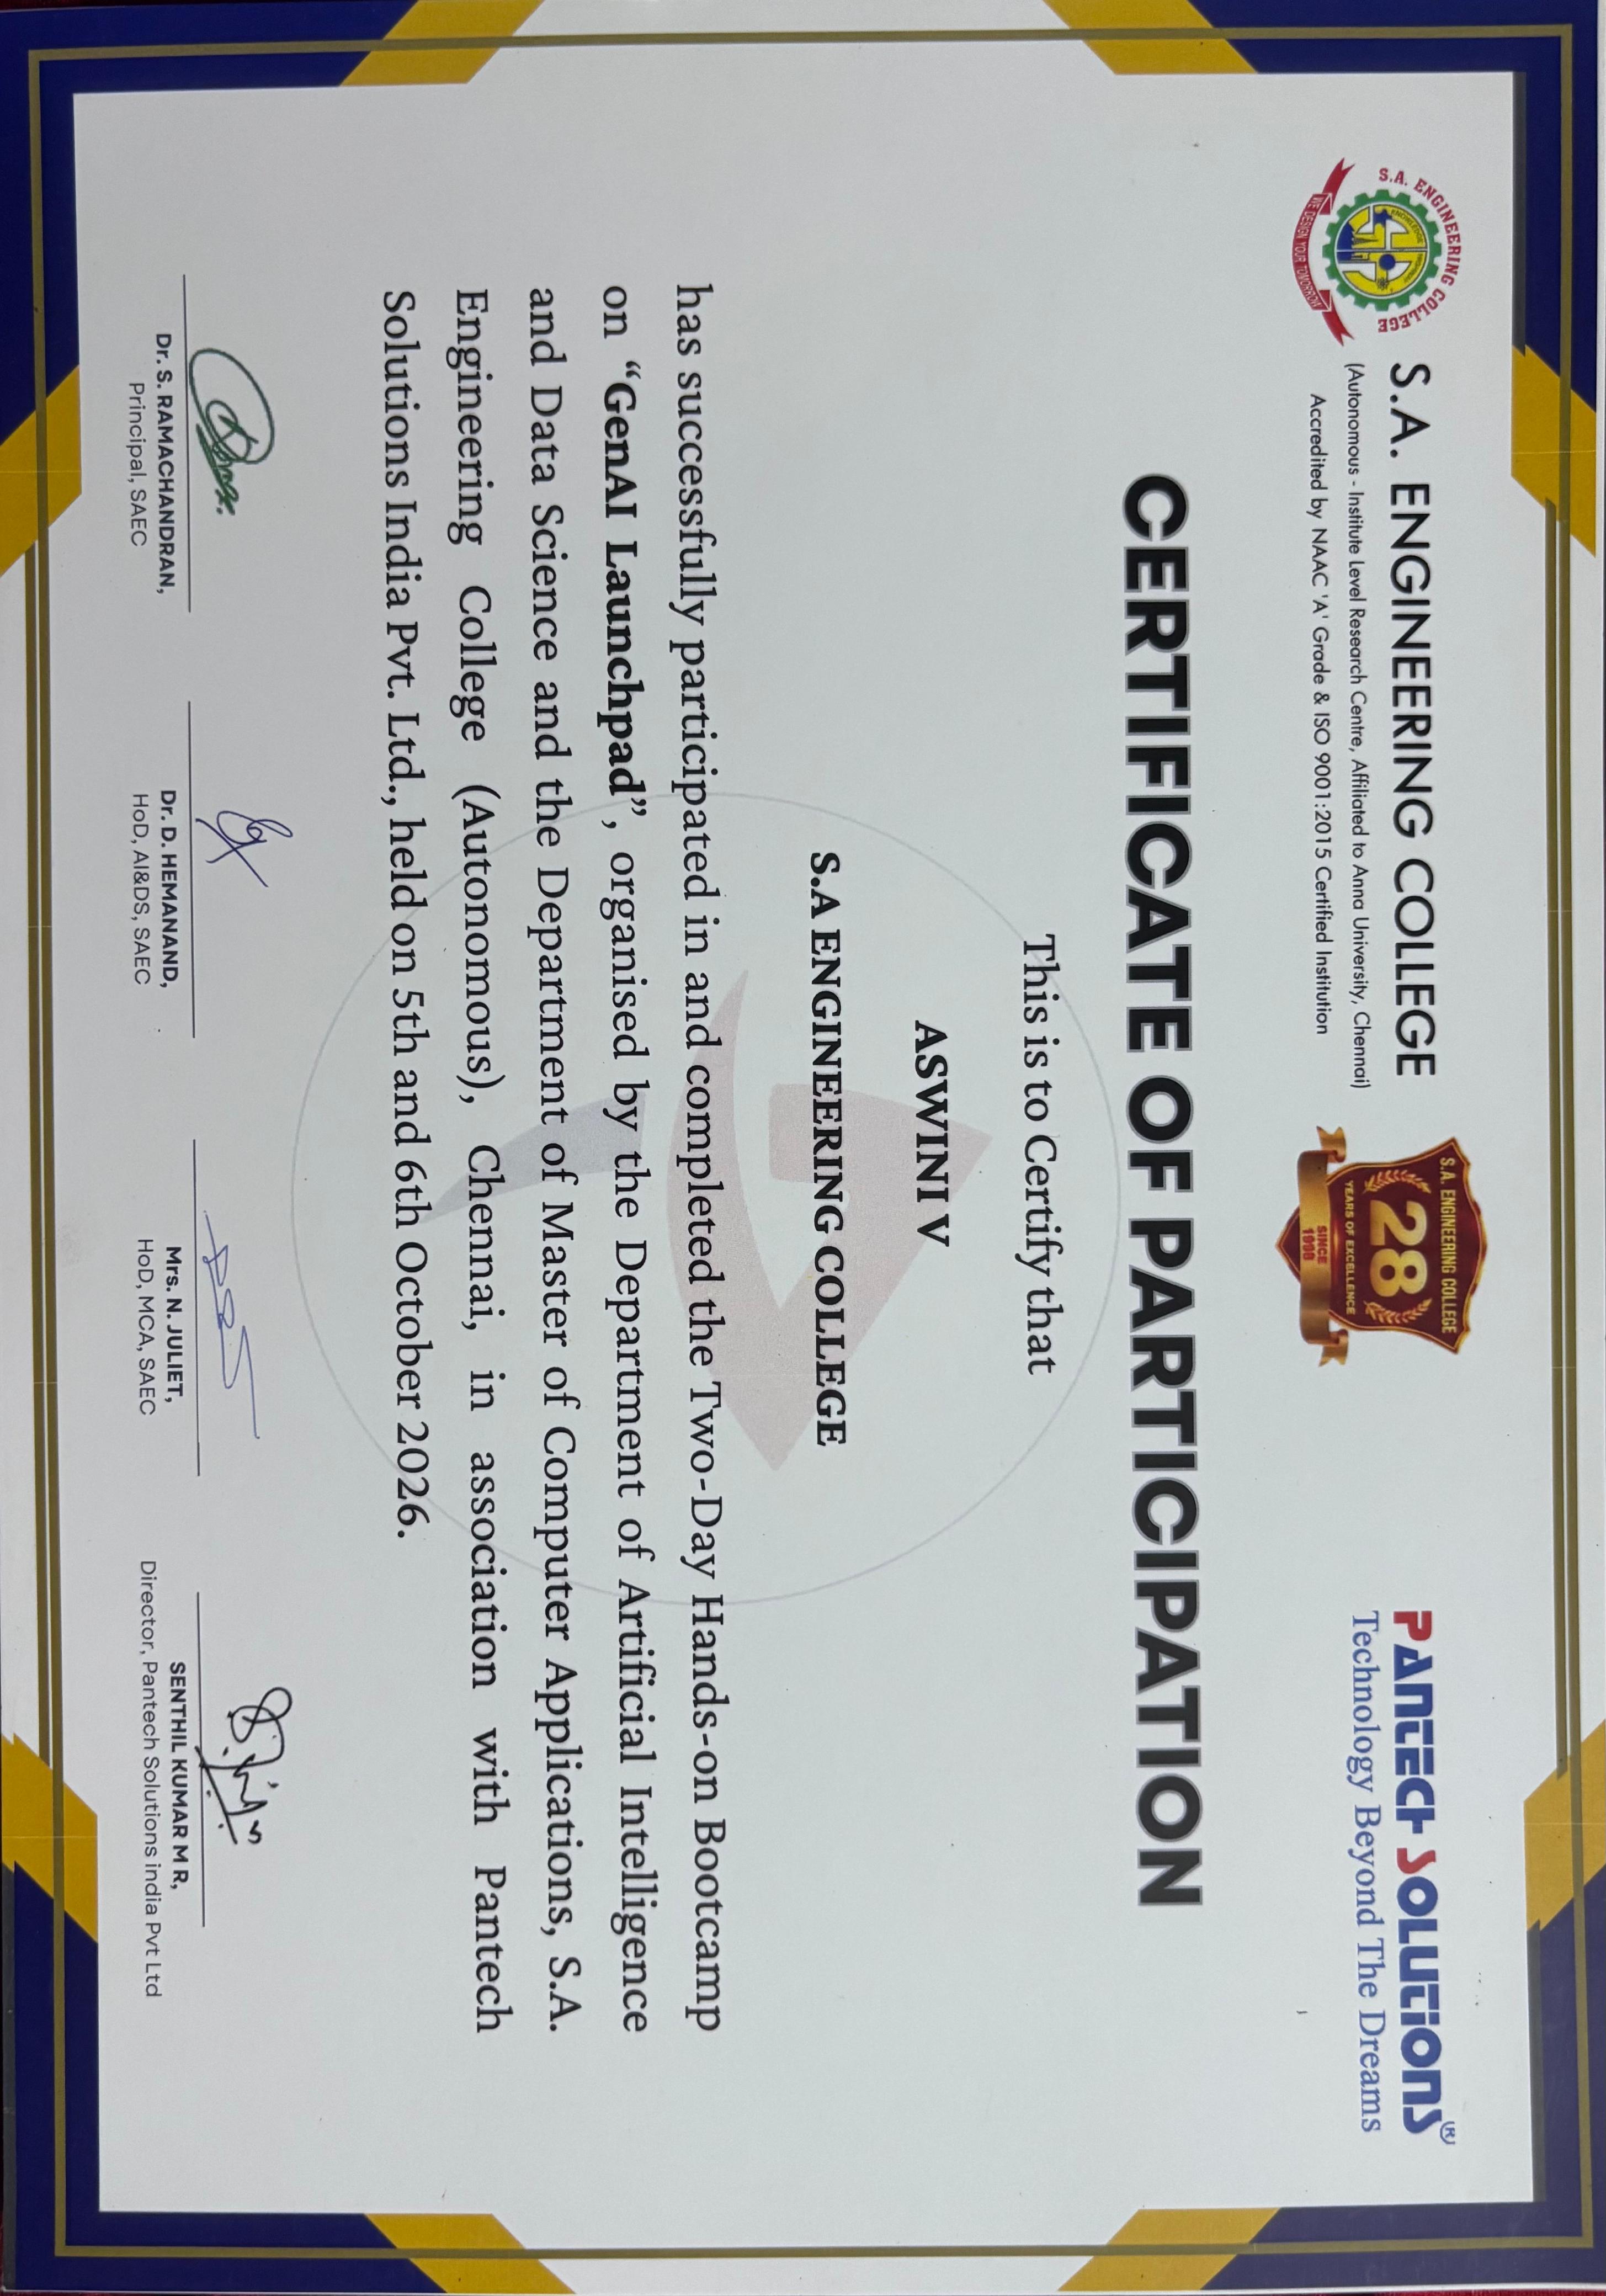 S.A. ENGINEERING COLLEGE
WE DESIGN YOUR TOMORROW
S.A. ENGINEERING COLLEGE
(Autonomous - Institute Level Research Centre, Affiliated to Anna University, Chennai)
Accredited by NAAC 'A' Grade & ISO 9001:2015 Certified Institution
S.A. ENGINEERING COLLEGE
28
YEARS OF EXCELLENCE
SINCE
1998
PANTECH SOLUTIONS®
Technology Beyond The Dreams
CERTIFICATE OF PARTICIPATION
This is to Certify that
ASWINI V
S.A ENGINEERING COLLEGE
has successfully participated in and completed the Two-Day Hands-on Bootcamp
on “GenAI Launchpad”, organised by the Department of Artificial Intelligence
and Data Science and the Department of Master of Computer Applications, S.A.
Engineering College (Autonomous), Chennai, in association with Pantech
Solutions India Pvt. Ltd., held on 5th and 6th October 2026.
Dr. S. RAMACHANDRAN,
Principal, SAEC
Dr. D. HEMANAND,
HoD, AI&DS, SAEC
Mrs. N. JULIET,
HoD, MCA, SAEC
SENTHIL KUMAR M R,
Director, Pantech Solutions india Pvt Ltd